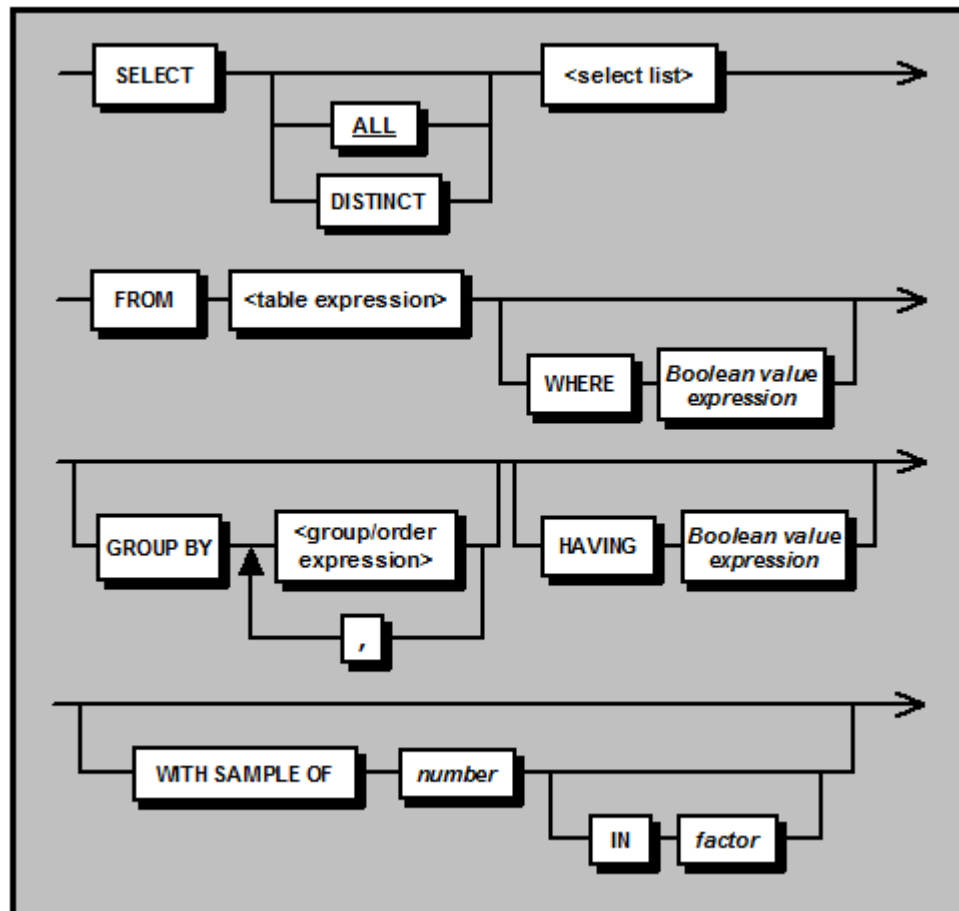 SELECT
<select list>
ALL
DISTINCT
FROM
<table expression>
WHERE
Boolean value
expression
GROUP BY
<group/order
expression>
,
HAVING
Boolean value
expression
WITH SAMPLE OF
number
IN
factor